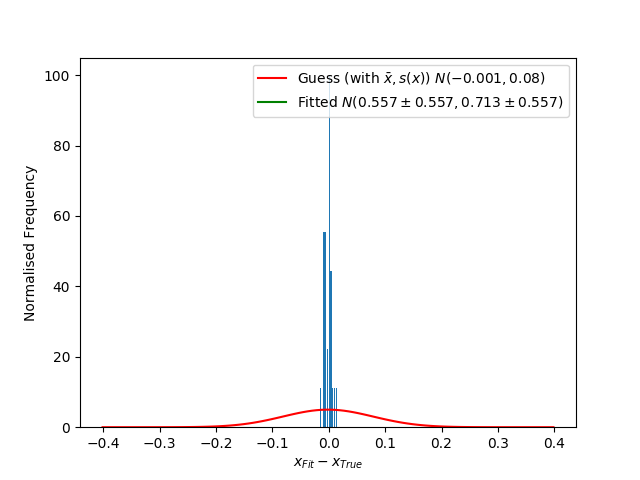 Guess (with x̄, s(x)) N(−0.001, 0.08)
Fitted N(0.557 ± 0.557, 0.713 ± 0.557)
100
80
60
40
20
0
Normalised Frequency
−0.4 −0.3 −0.2 −0.1 0.0 0.1 0.2 0.3 0.4
x_Fit − x_True